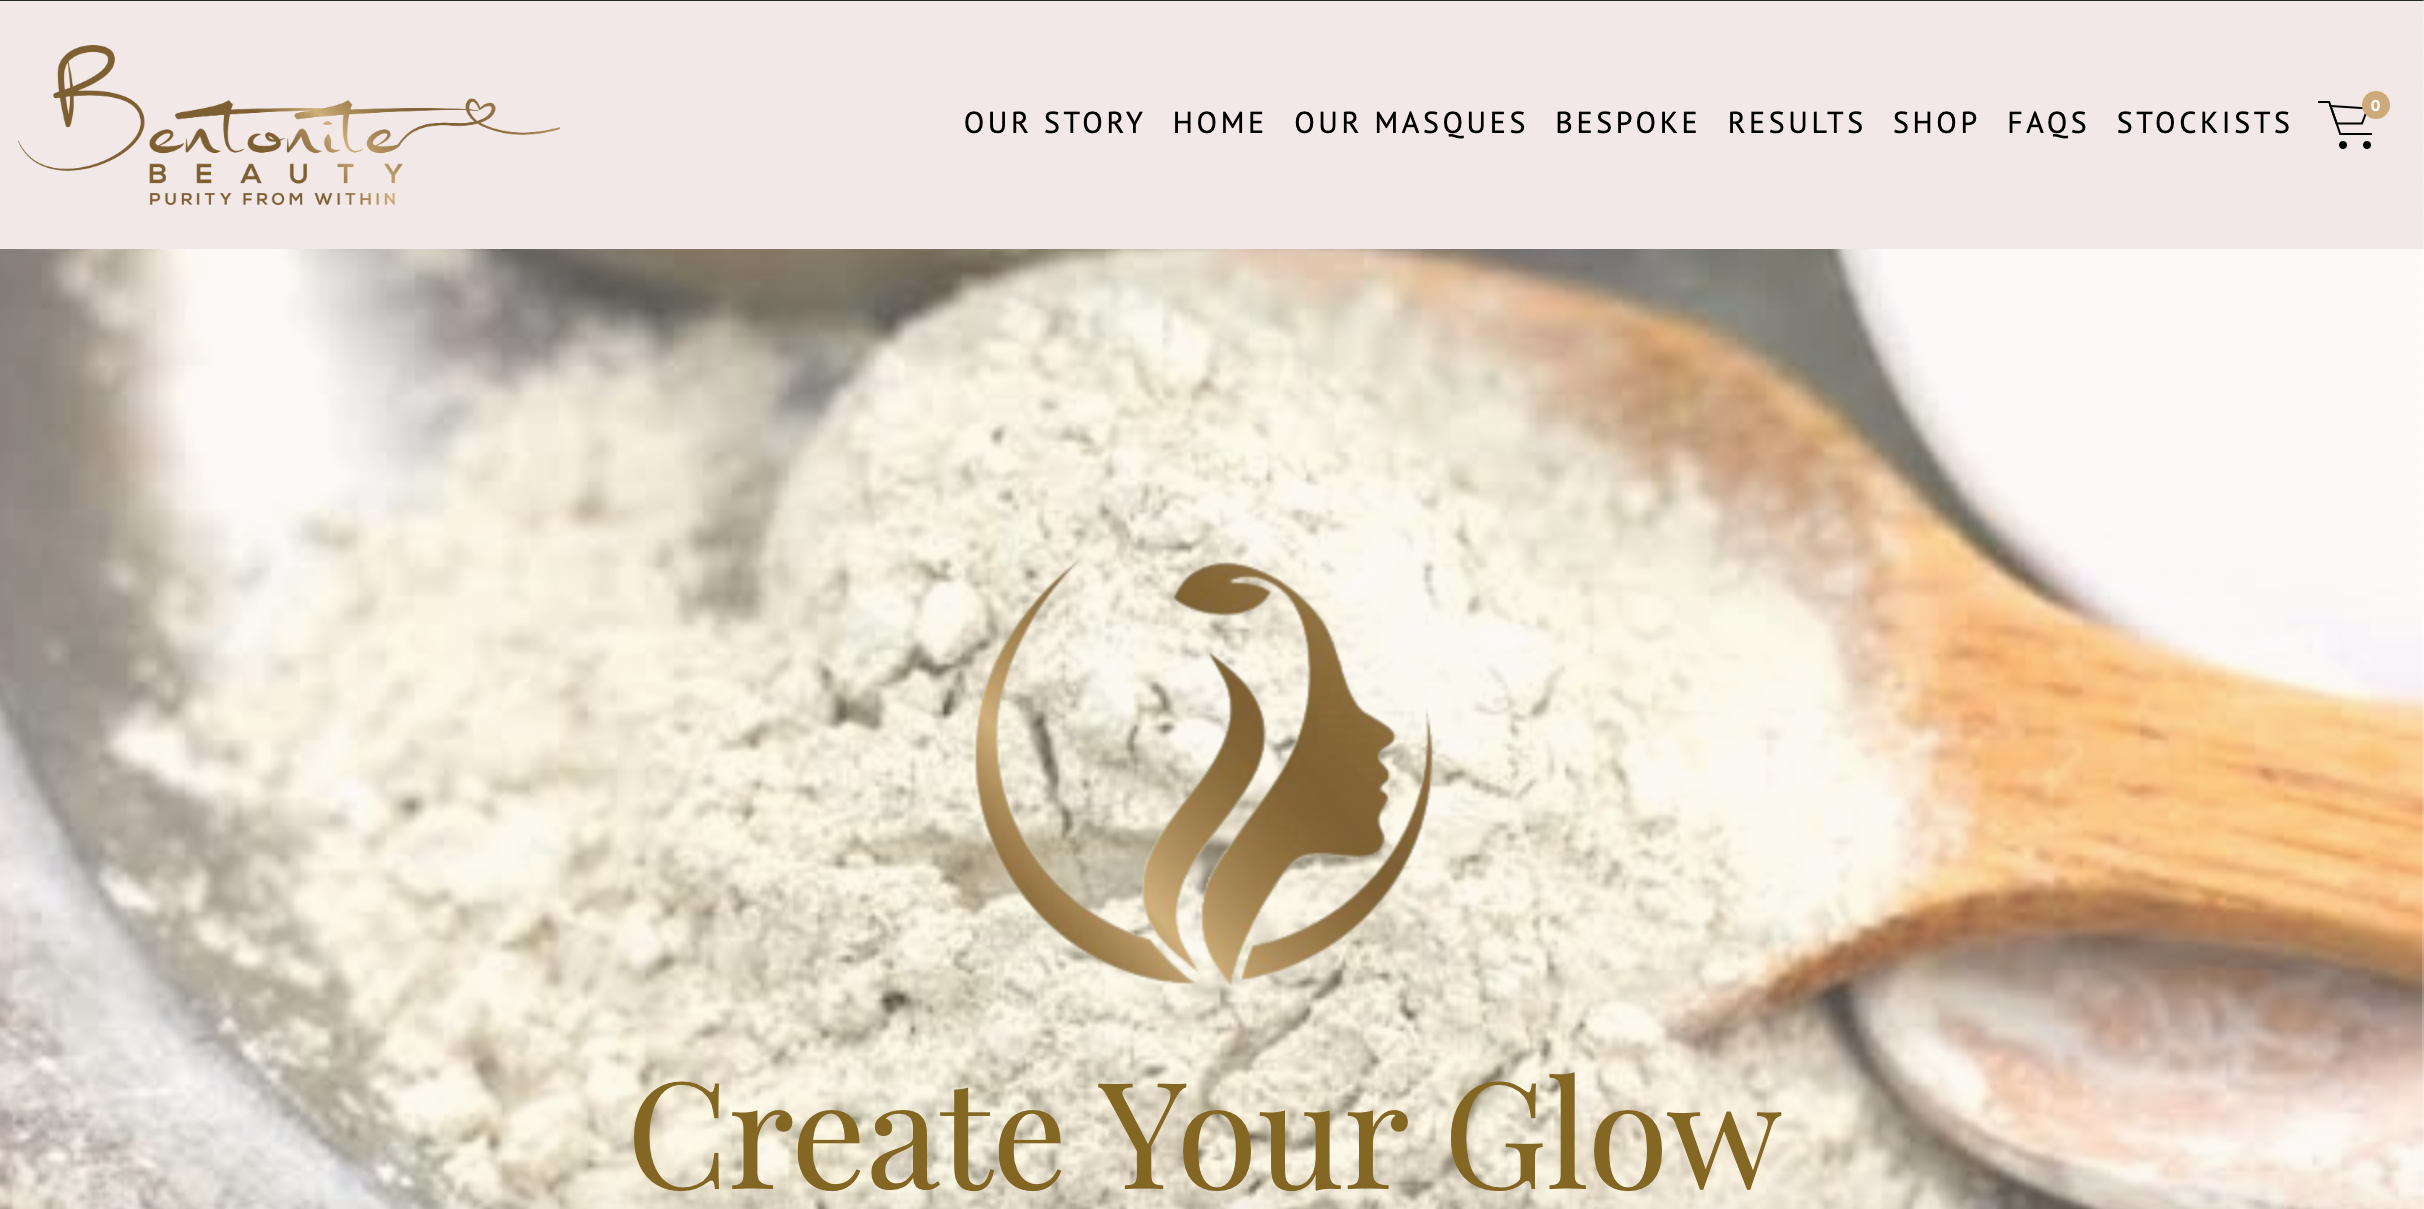 Bentonite
BEAUTY
PURITY FROM WITHIN
OUR STORY HOME OUR MASQUES BESPOKE RESULTS SHOP FAQS STOCKISTS 0
Create Your Glow